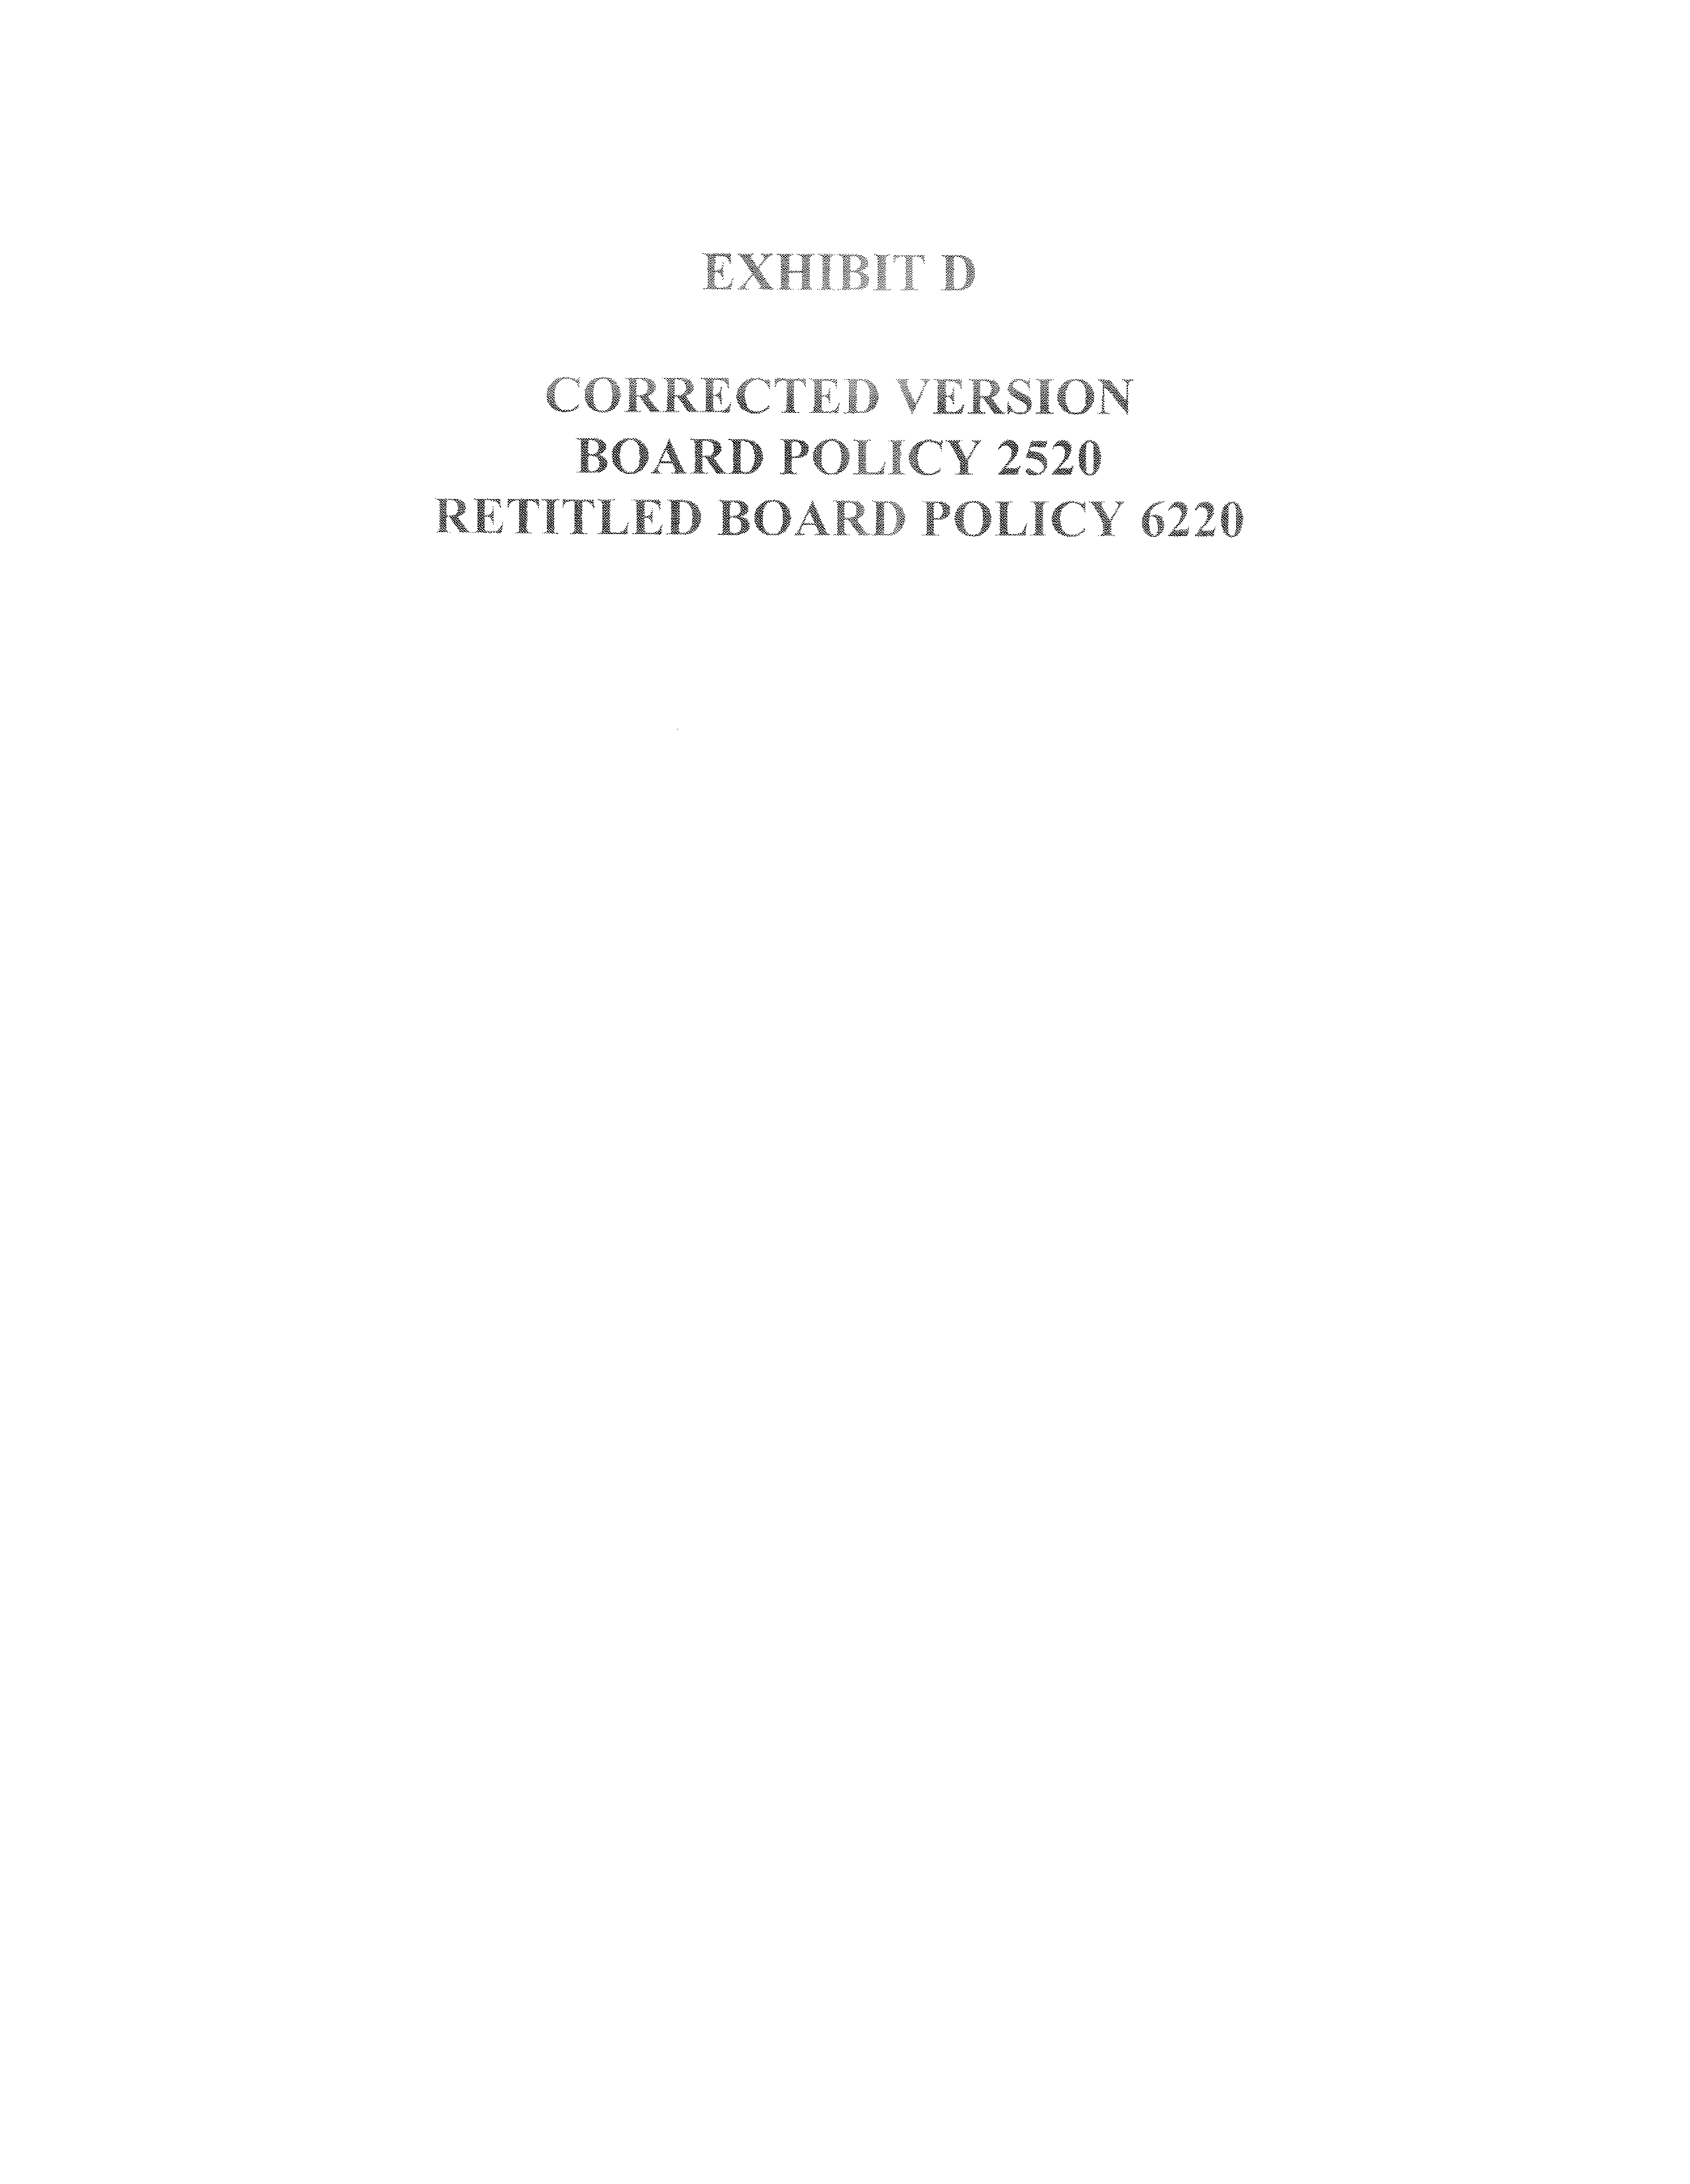 EXHIBIT D
CORRECTED VERSION
BOARD POLICY 2520
RETITLED BOARD POLICY 6220